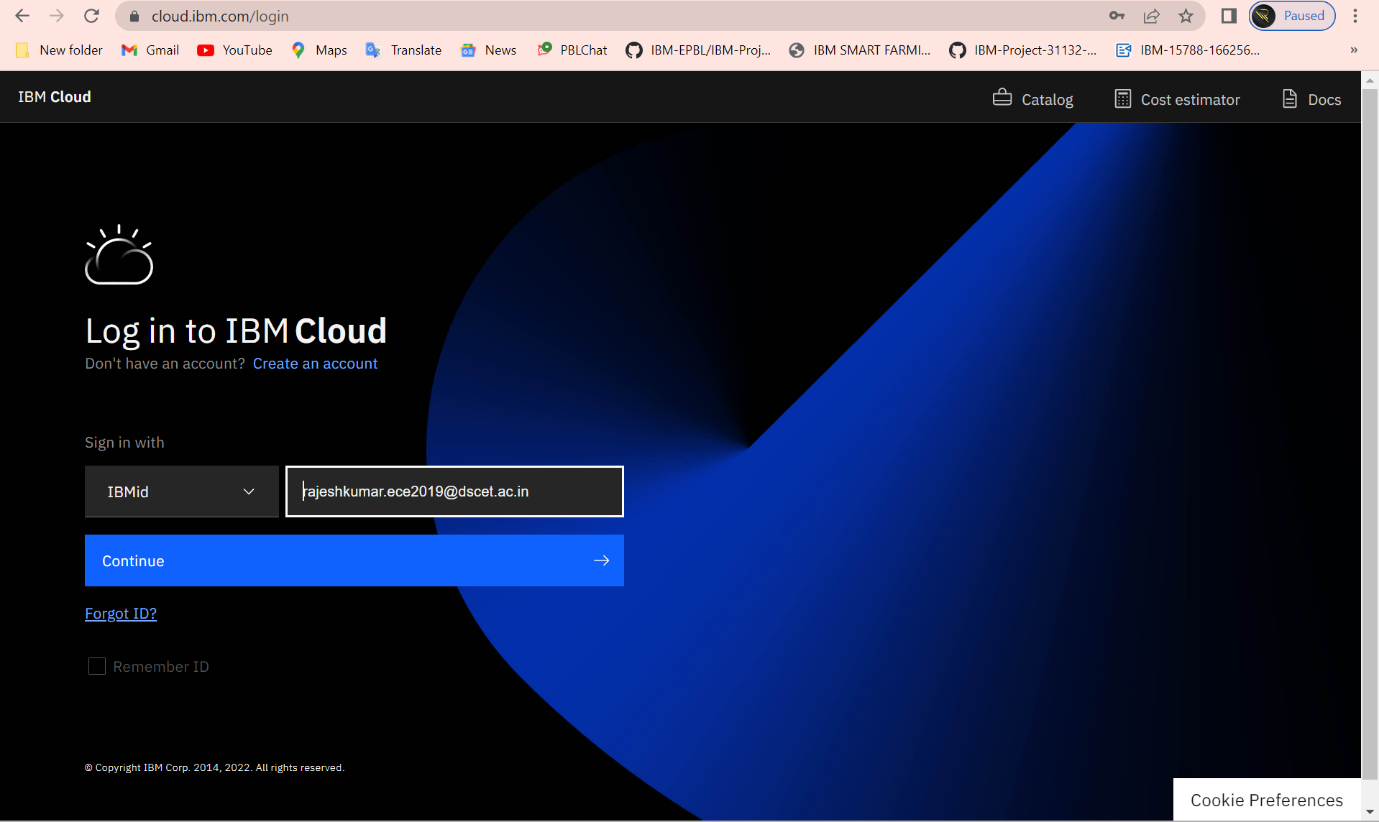 cloud.ibm.com/login
Paused
New folder Gmail YouTube Maps Translate News PBLChat IBM-EPBL/IBM-Proj... IBM SMART FARMI... IBM-Project-31132-... IBM-15788-166256... »
IBM Cloud Catalog Cost estimator Docs
Log in to IBM Cloud
Don't have an account? Create an account
Sign in with
IBMid rajeshkumar.ece2019@dscet.ac.in
Continue
Forgot ID?
Remember ID
© Copyright IBM Corp. 2014, 2022. All rights reserved.
Cookie Preferences